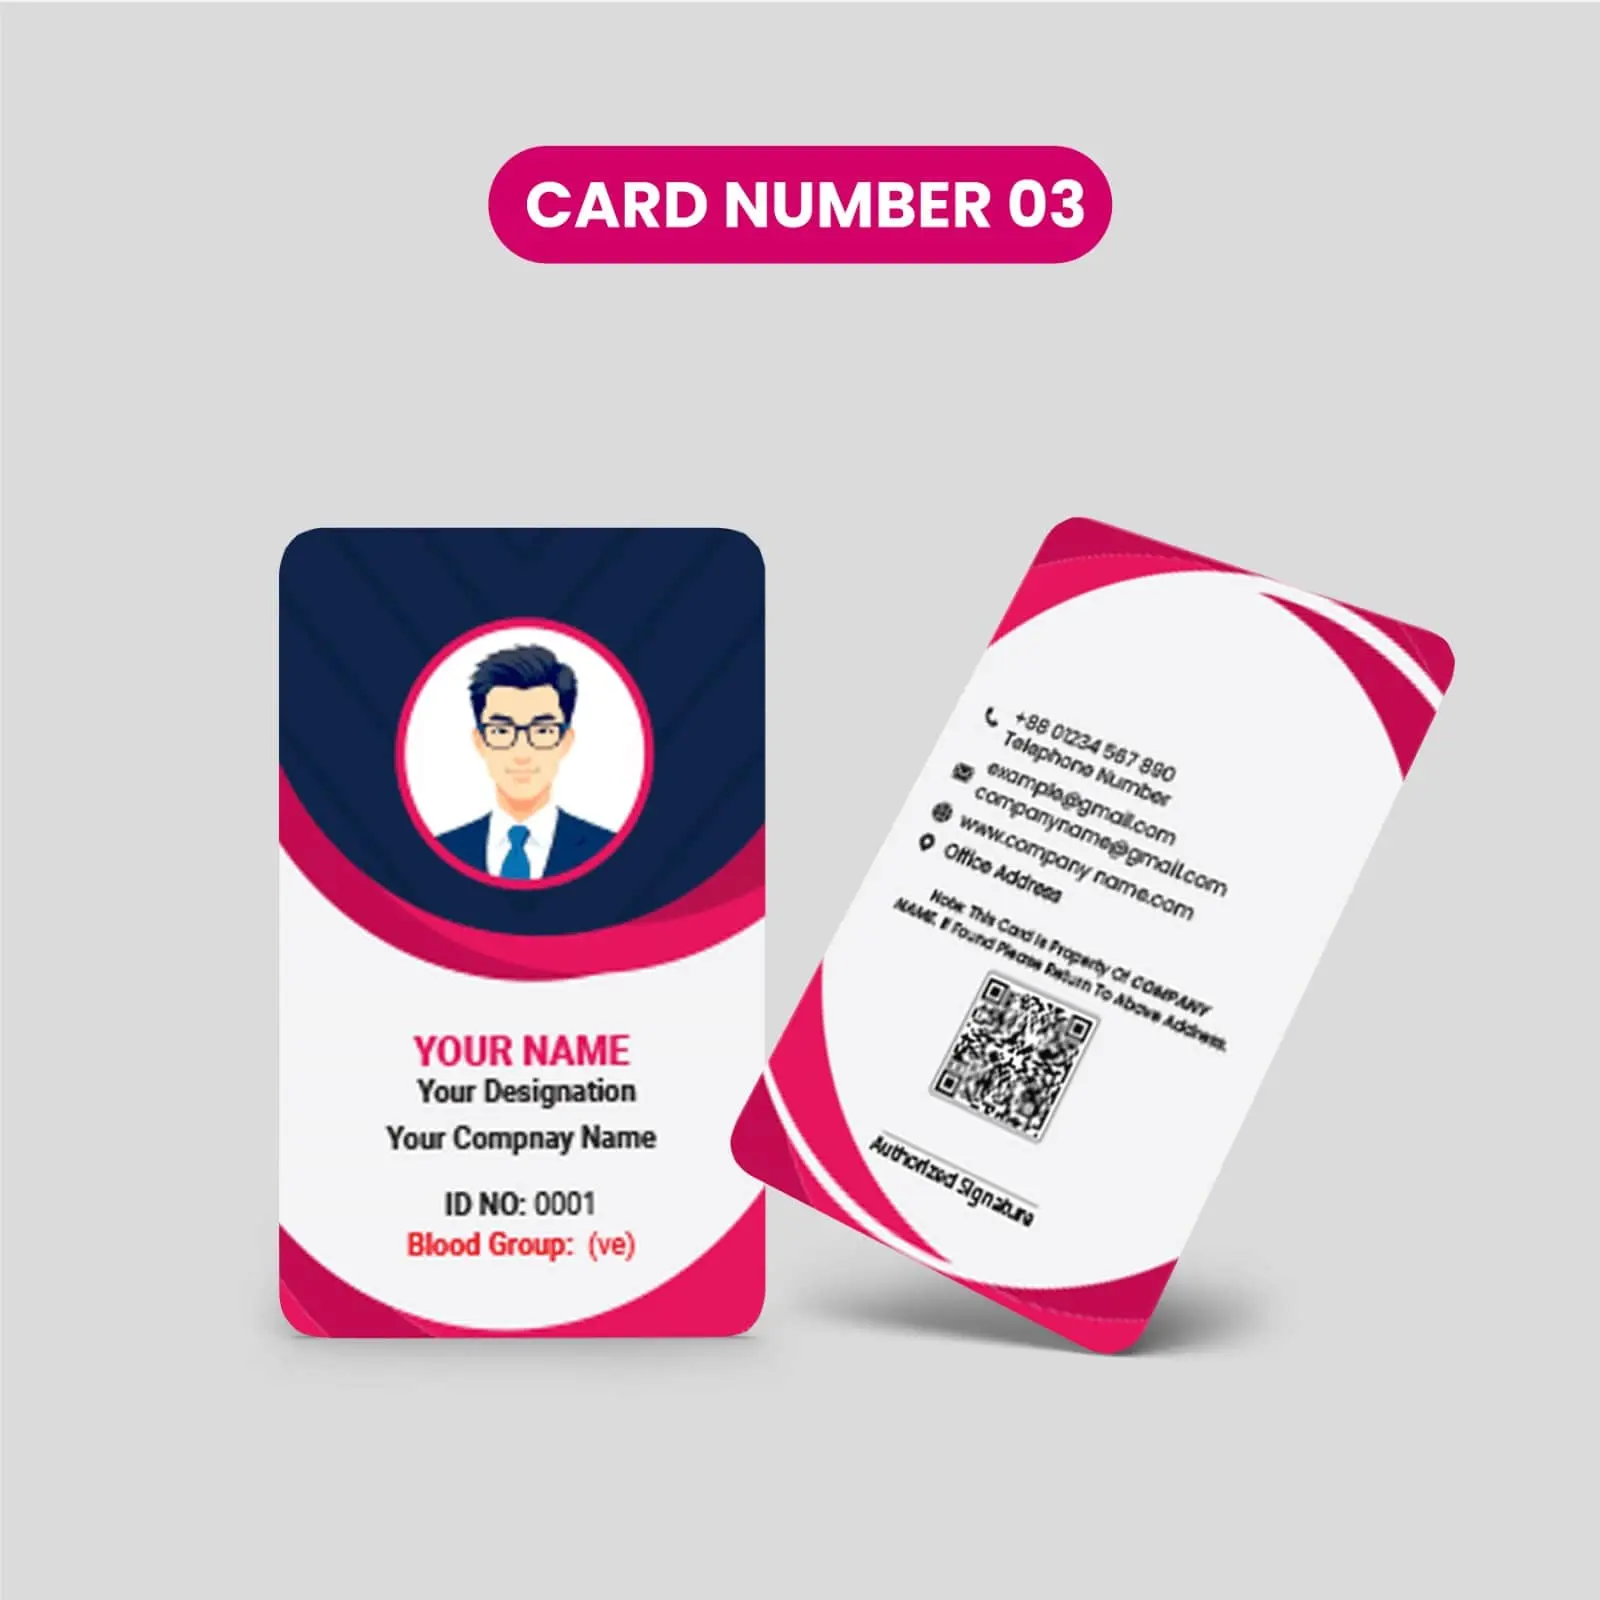 CARD NUMBER 03
YOUR NAME
Your Designation
Your Compnay Name
ID NO: 0001
Blood Group: (ve)
+88 01234 567 890
Telephone Number
example@gmail.com
companyname@gmail.com
www.company name.com
Office Address
Note: This Card Is Property Of COMPANY
NAME. If Found Please Return To Above Address.
Authorized Signature